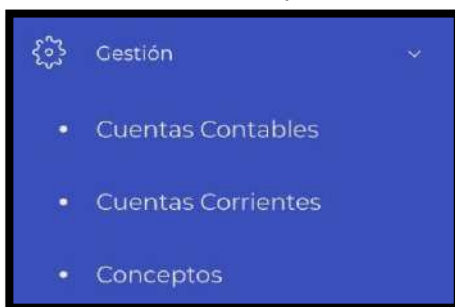 Gestión
• Cuentas Contables
• Cuentas Corrientes
• Conceptos